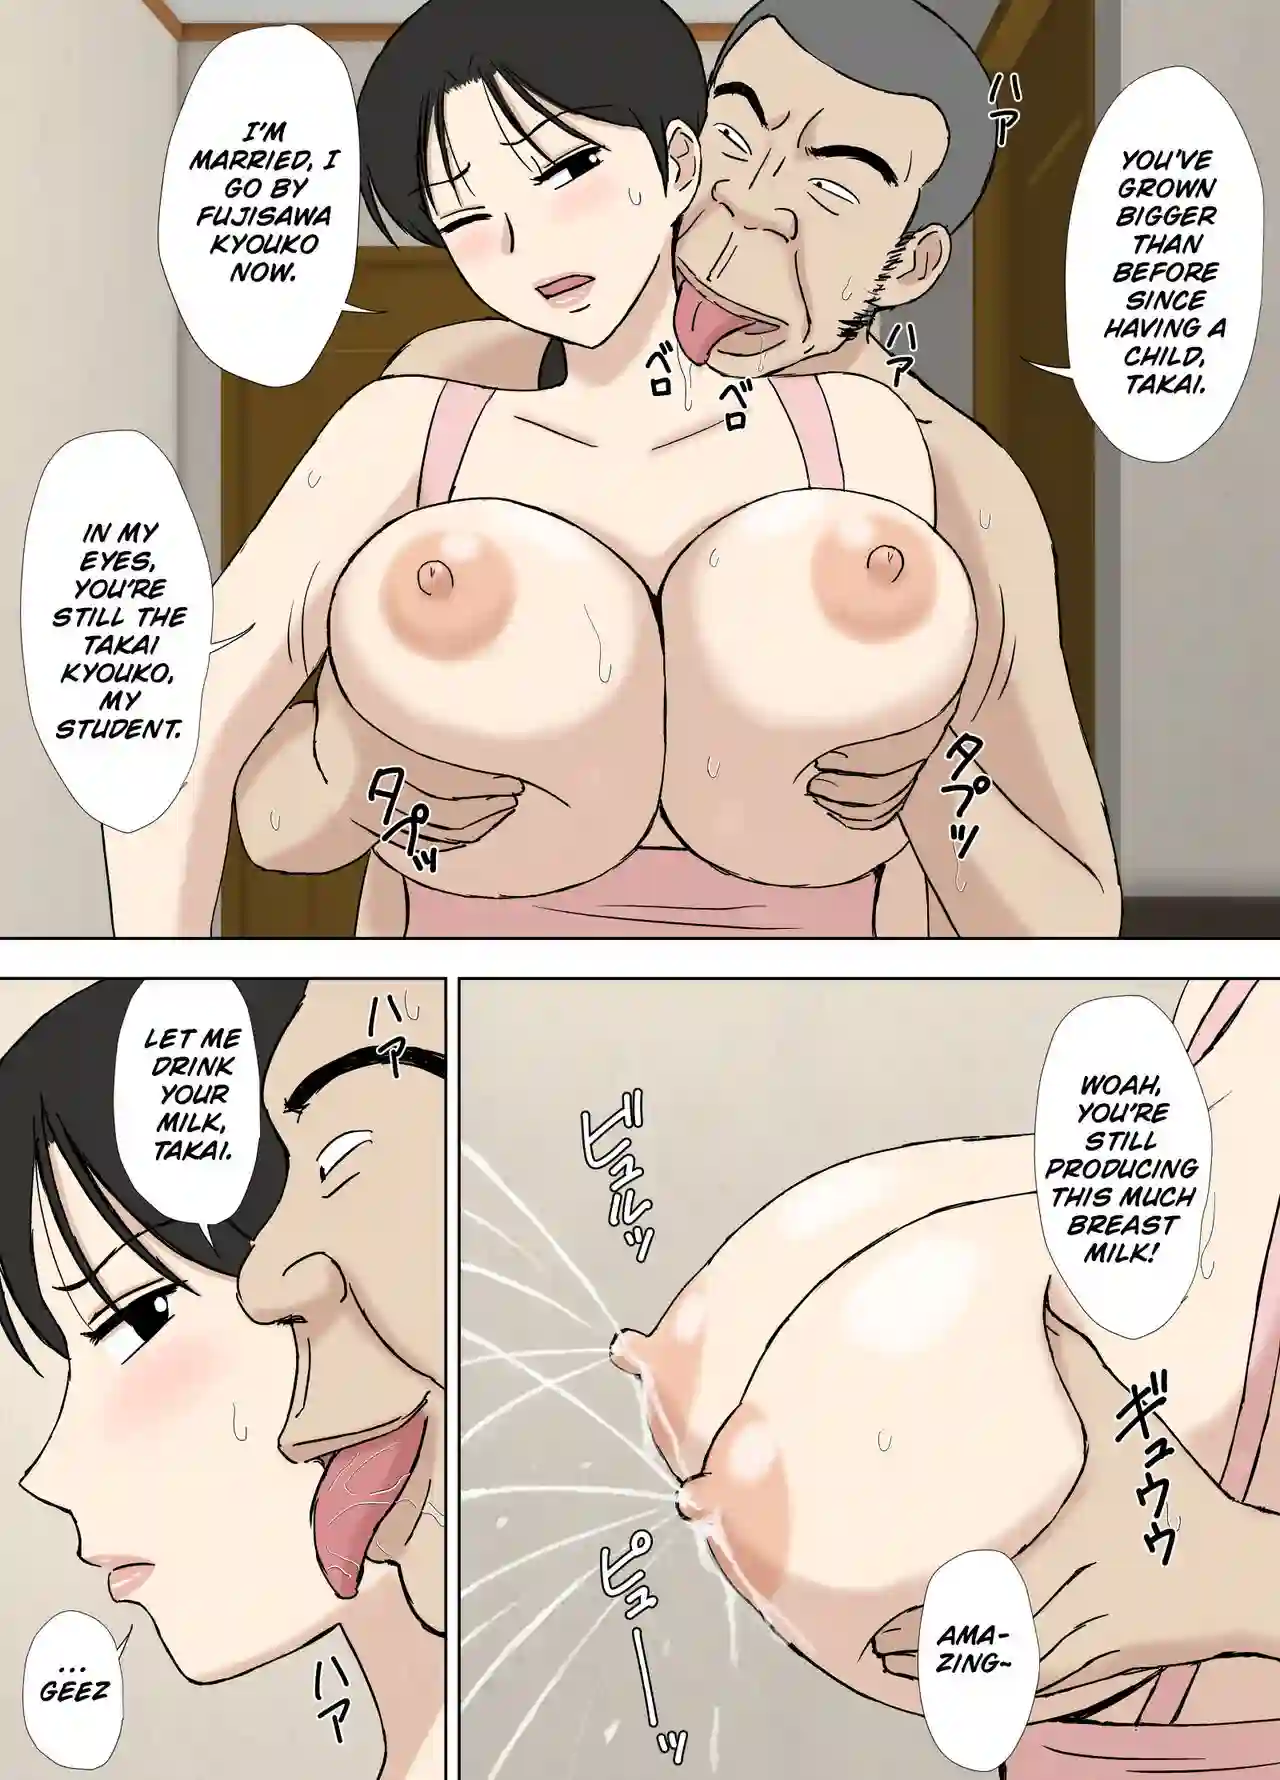 YOU'VE
GROWN
BIGGER
THAN
BEFORE
SINCE
HAVING A
CHILD,
TAKAI.
I'M
MARRIED, I
GO BY
FUJISAWA
KYOUKO
NOW.
IN MY
EYES,
YOU'RE
STILL THE
TAKAI
KYOUKO,
MY
STUDENT.
ハァ
ハァ
ベロ
ベロ
タプッ
タプッ
WOAH,
YOU'RE
STILL
PRODUCING
THIS MUCH
BREAST
MILK!
AMA-
ZING~
ビュルッ
ピューーッ
ギュウウ
LET ME
DRINK
YOUR
MILK,
TAKAI.
...
GEEZ
ハァ
ハァ